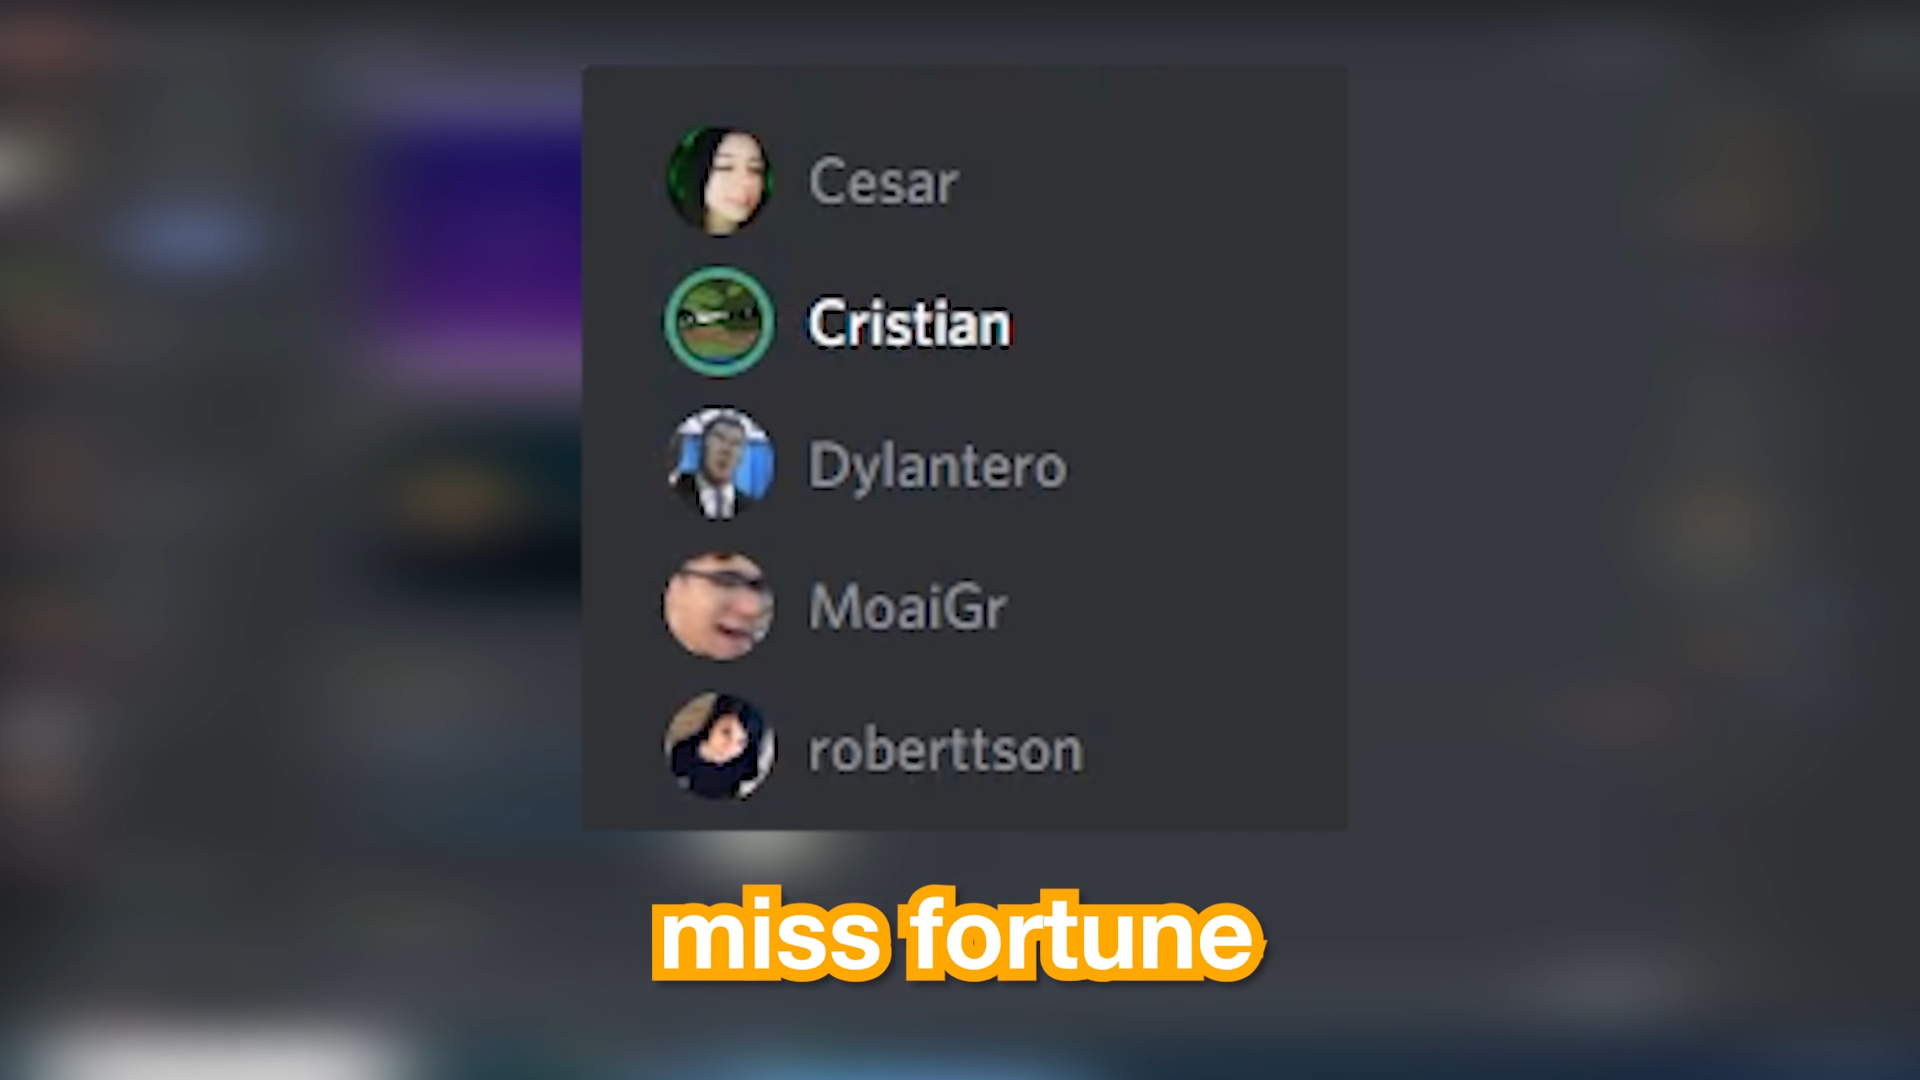 Cesar
Cristian
Dylantero
MoaiGr
roberttson
miss fortune